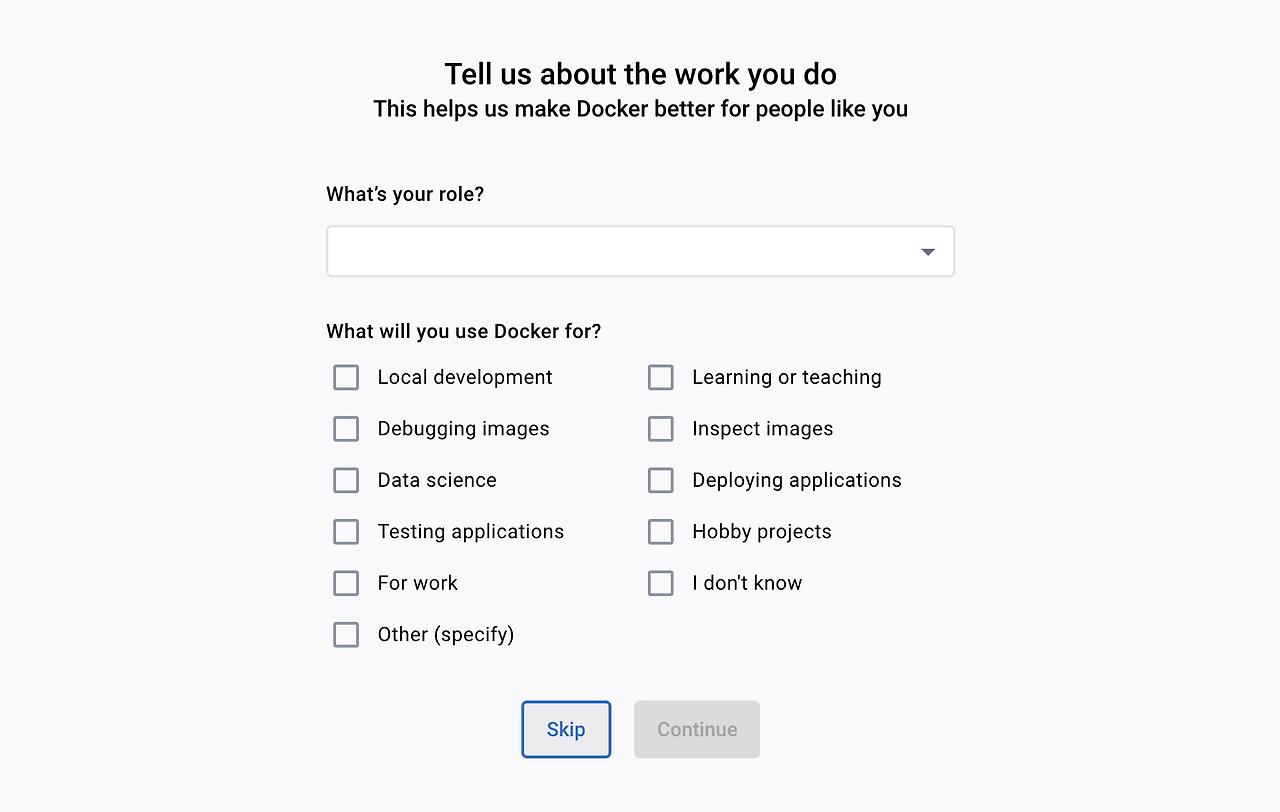 Tell us about the work you do
This helps us make Docker better for people like you
What’s your role?
What will you use Docker for?
Local development
Learning or teaching
Debugging images
Inspect images
Data science
Deploying applications
Testing applications
Hobby projects
For work
I don't know
Other (specify)
Skip
Continue